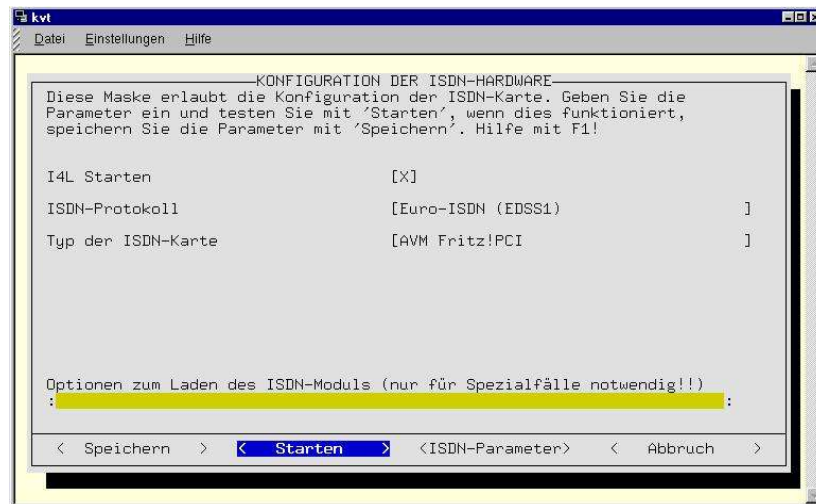 kvt
Datei Einstellungen Hilfe
KONFIGURATION DER ISDN-HARDWARE
Diese Maske erlaubt die Konfiguration der ISDN-Karte. Geben Sie die
Parameter ein und testen Sie mit ´Starten´, wenn dies funktioniert,
speichern Sie die Parameter mit ´Speichern´. Hilfe mit F1!
I4L Starten [X]
ISDN-Protokoll [Euro-ISDN (EDSS1) ]
Typ der ISDN-Karte [AVM Fritz!PCI ]
Optionen zum Laden des ISDN-Moduls (nur für Spezialfälle notwendig!!)
: :
< Speichern > < Starten > <ISDN-Parameter> < Abbruch >